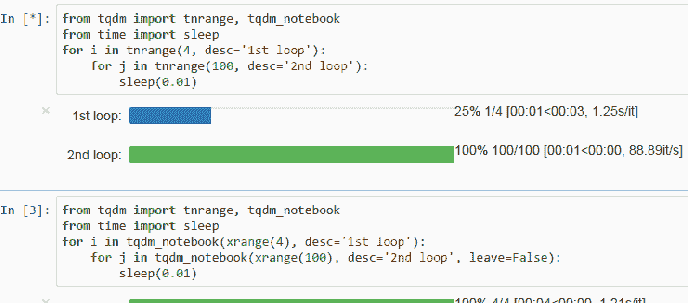 In [*]: from tqdm import tnrange, tqdm_notebook
from time import sleep
for i in tnrange(4, desc='1st loop'):
    for j in tnrange(100, desc='2nd loop'):
        sleep(0.01)
× 1st loop: 25% 1/4 [00:01<00:03, 1.25s/it]
2nd loop: 100% 100/100 [00:01<00:00, 88.89it/s]
In [3]: from tqdm import tnrange, tqdm_notebook
from time import sleep
for i in tqdm_notebook(xrange(4), desc='1st loop'):
    for j in tqdm_notebook(xrange(100), desc='2nd loop', leave=False):
        sleep(0.01)
× 100% 4/4 [00:04<00:00, 1.21s/it]